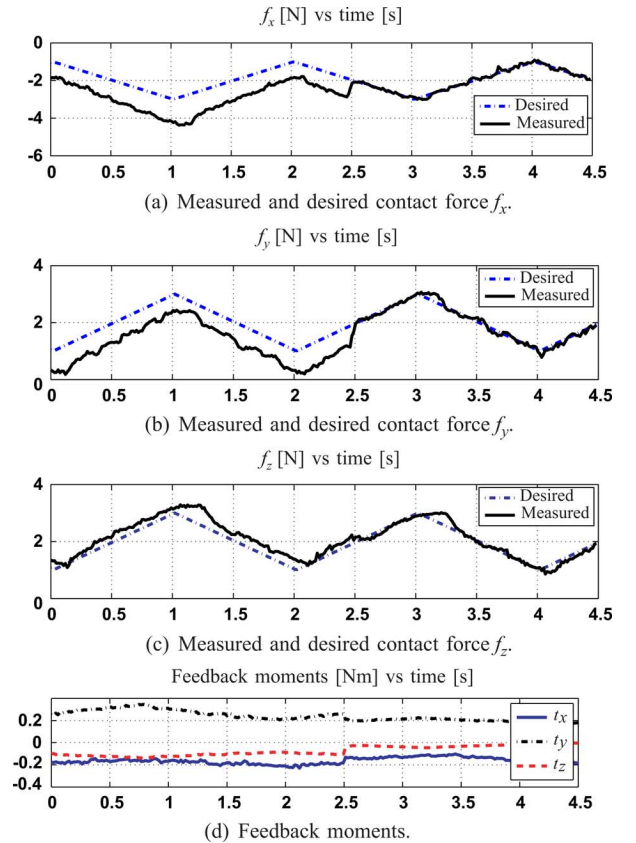 f_x [N] vs time [s]
0
-2
-4
-6
Desired
Measured
0 0.5 1 1.5 2 2.5 3 3.5 4 4.5
(a) Measured and desired contact force f_x.
f_y [N] vs time [s]
4
2
0
Desired
Measured
0 0.5 1 1.5 2 2.5 3 3.5 4 4.5
(b) Measured and desired contact force f_y.
f_z [N] vs time [s]
4
2
0
Desired
Measured
0 0.5 1 1.5 2 2.5 3 3.5 4 4.5
(c) Measured and desired contact force f_z.
Feedback moments [Nm] vs time [s]
0.2
0
-0.2
-0.4
t_x
t_y
t_z
0 0.5 1 1.5 2 2.5 3 3.5 4 4.5
(d) Feedback moments.